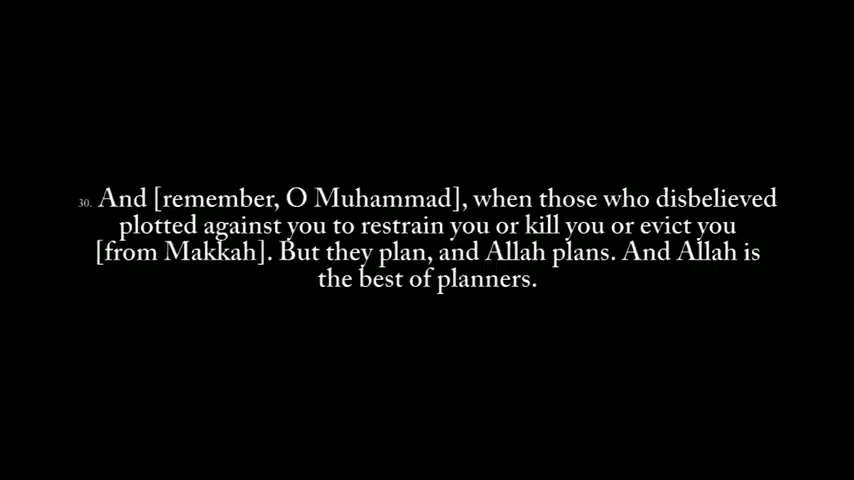 30. And [remember, O Muhammad], when those who disbelieved
plotted against you to restrain you or kill you or evict you
[from Makkah]. But they plan, and Allah plans. And Allah is
the best of planners.